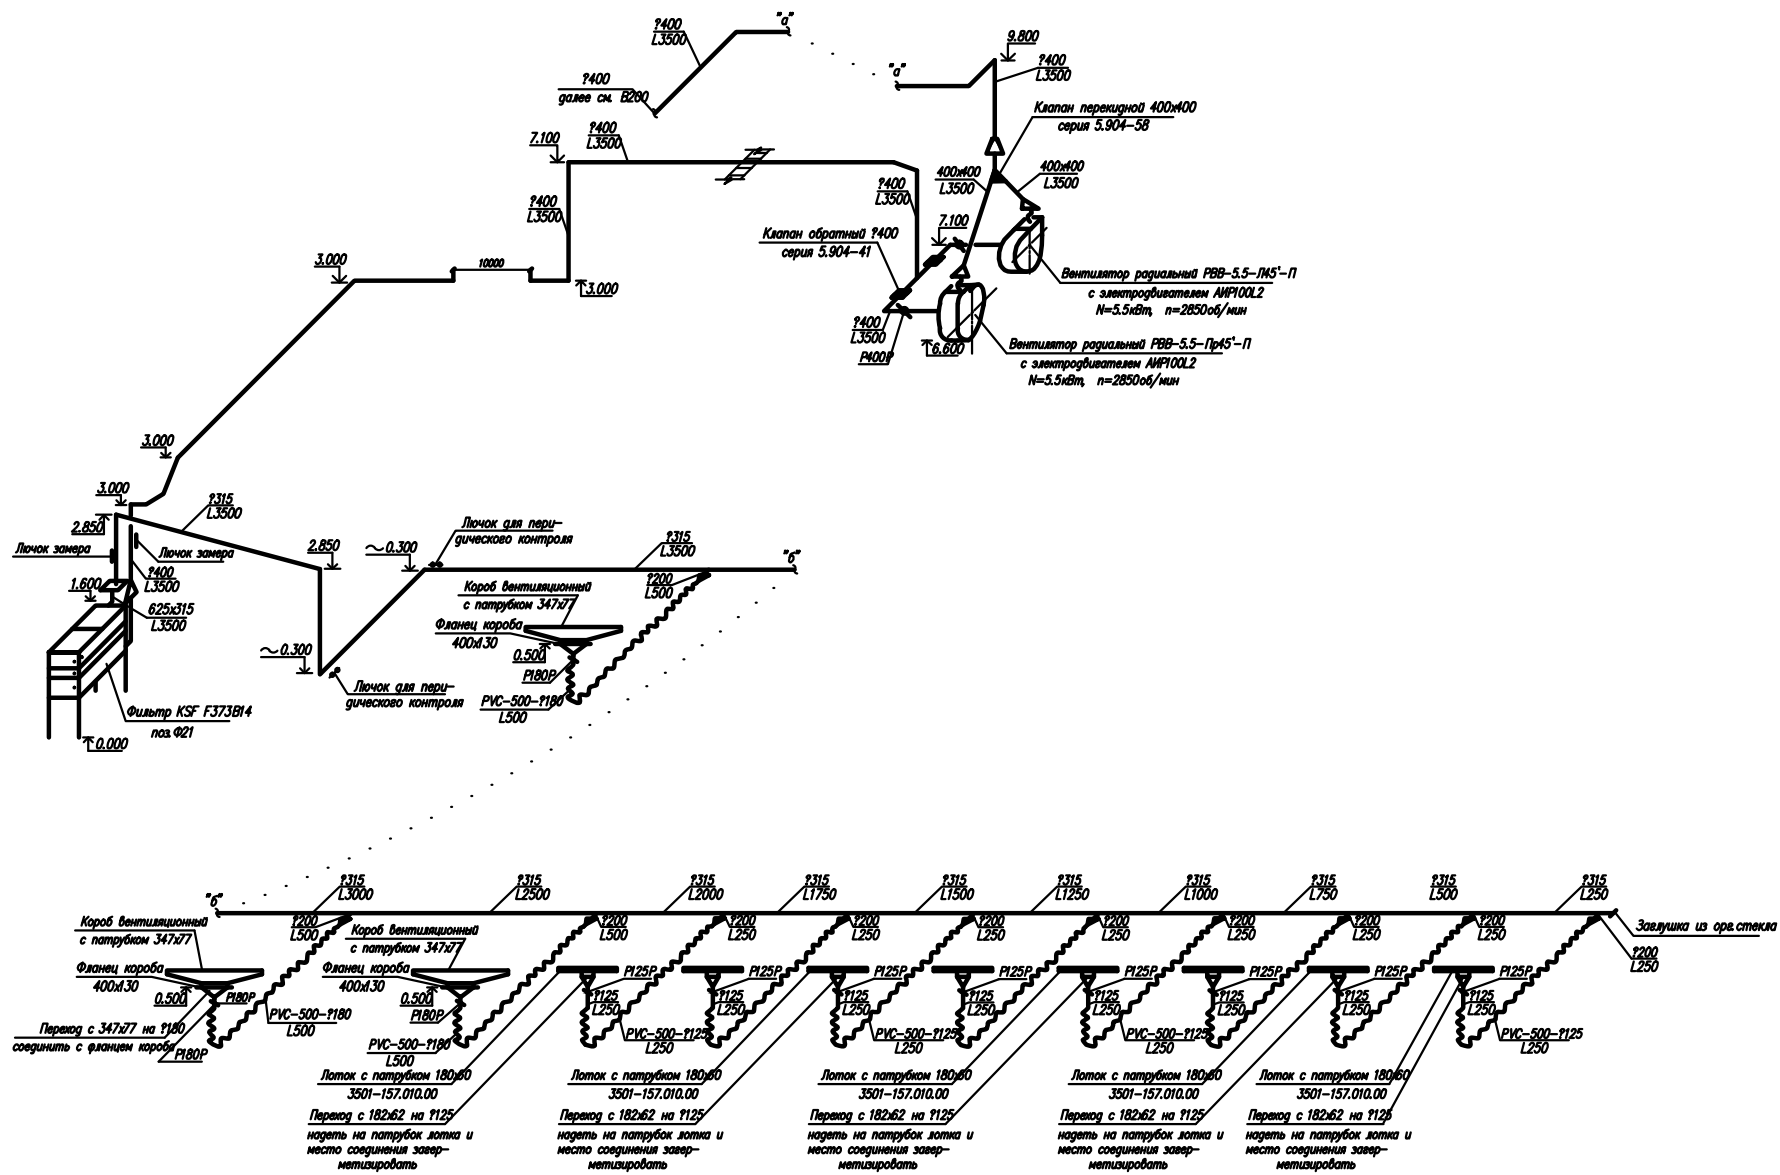 ?400
L3500
"а"
?400
далее см. В200
"а"
9.800
?400
L3500
Клапан перекидной 400х400
серия 5.904-58
7.100
?400
L3500
400х400
L3500
400х400
L3500
?400
L3500
?400
L3500
7.100
Клапан обратный ?400
серия 5.904-41
3.000
10000
3.000
Вентилятор радиальный РВВ-5.5-Л45°-П
с электродвигателем АИР100L2
N=5.5кВт, n=2850об/мин
?400
L3500
Р400Р
6.600
Вентилятор радиальный РВВ-5.5-Пр45°-П
с электродвигателем АИР100L2
N=5.5кВт, n=2850об/мин
3.000
3.000
?315
L3500
2.850
Лючок замера
Лючок замера
?400
L3500
1.600
625х315
L3500
2.850
~0.300
Лючок для пери-
дического контроля
?315
L3500
"б"
?200
L500
Короб вентиляционный
с патрубком 347х77
Фланец короба
400х130
0.500
Р180Р
PVC-500-?180
L500
~0.300
Лючок для пери-
дического контроля
Фильтр KSF F373В14
поз.Ф21
0.000
"б"
?315
L3000
?315
L2500
?315
L2000
?315
L1750
?315
L1500
?315
L1250
?315
L1000
?315
L750
?315
L500
?315
L250
Заглушка из орг.стекла
?200
L250
?200
L500
?200
L500
?200
L250
?200
L250
?200
L250
?200
L250
?200
L250
?200
L250
?200
L250
Короб вентиляционный
с патрубком 347х77
Фланец короба
400х130
0.500
Р180Р
Переход с 347х77 на ?180
соединить с фланцем короба
Р180Р
PVC-500-?180
L500
Короб вентиляционный
с патрубком 347х77
Фланец короба
400х130
0.500
Р180Р
PVC-500-?180
L500
Р125Р
Р125Р
Р125Р
Р125Р
Р125Р
Р125Р
Р125Р
Р125Р
?125
L250
?125
L250
?125
L250
?125
L250
?125
L250
?125
L250
?125
L250
?125
L250
PVC-500-?125
L250
PVC-500-?125
L250
PVC-500-?125
L250
PVC-500-?125
L250
Лоток с патрубком 180х60
3501-157.010.00
Переход с 182х62 на ?125
надеть на патрубок лотка и
место соединения загер-
метизировать
Лоток с патрубком 180х60
3501-157.010.00
Переход с 182х62 на ?125
надеть на патрубок лотка и
место соединения загер-
метизировать
Лоток с патрубком 180х60
3501-157.010.00
Переход с 182х62 на ?125
надеть на патрубок лотка и
место соединения загер-
метизировать
Лоток с патрубком 180х60
3501-157.010.00
Переход с 182х62 на ?125
надеть на патрубок лотка и
место соединения загер-
метизировать
Лоток с патрубком 180х60
3501-157.010.00
Переход с 182х62 на ?125
надеть на патрубок лотка и
место соединения загер-
метизировать